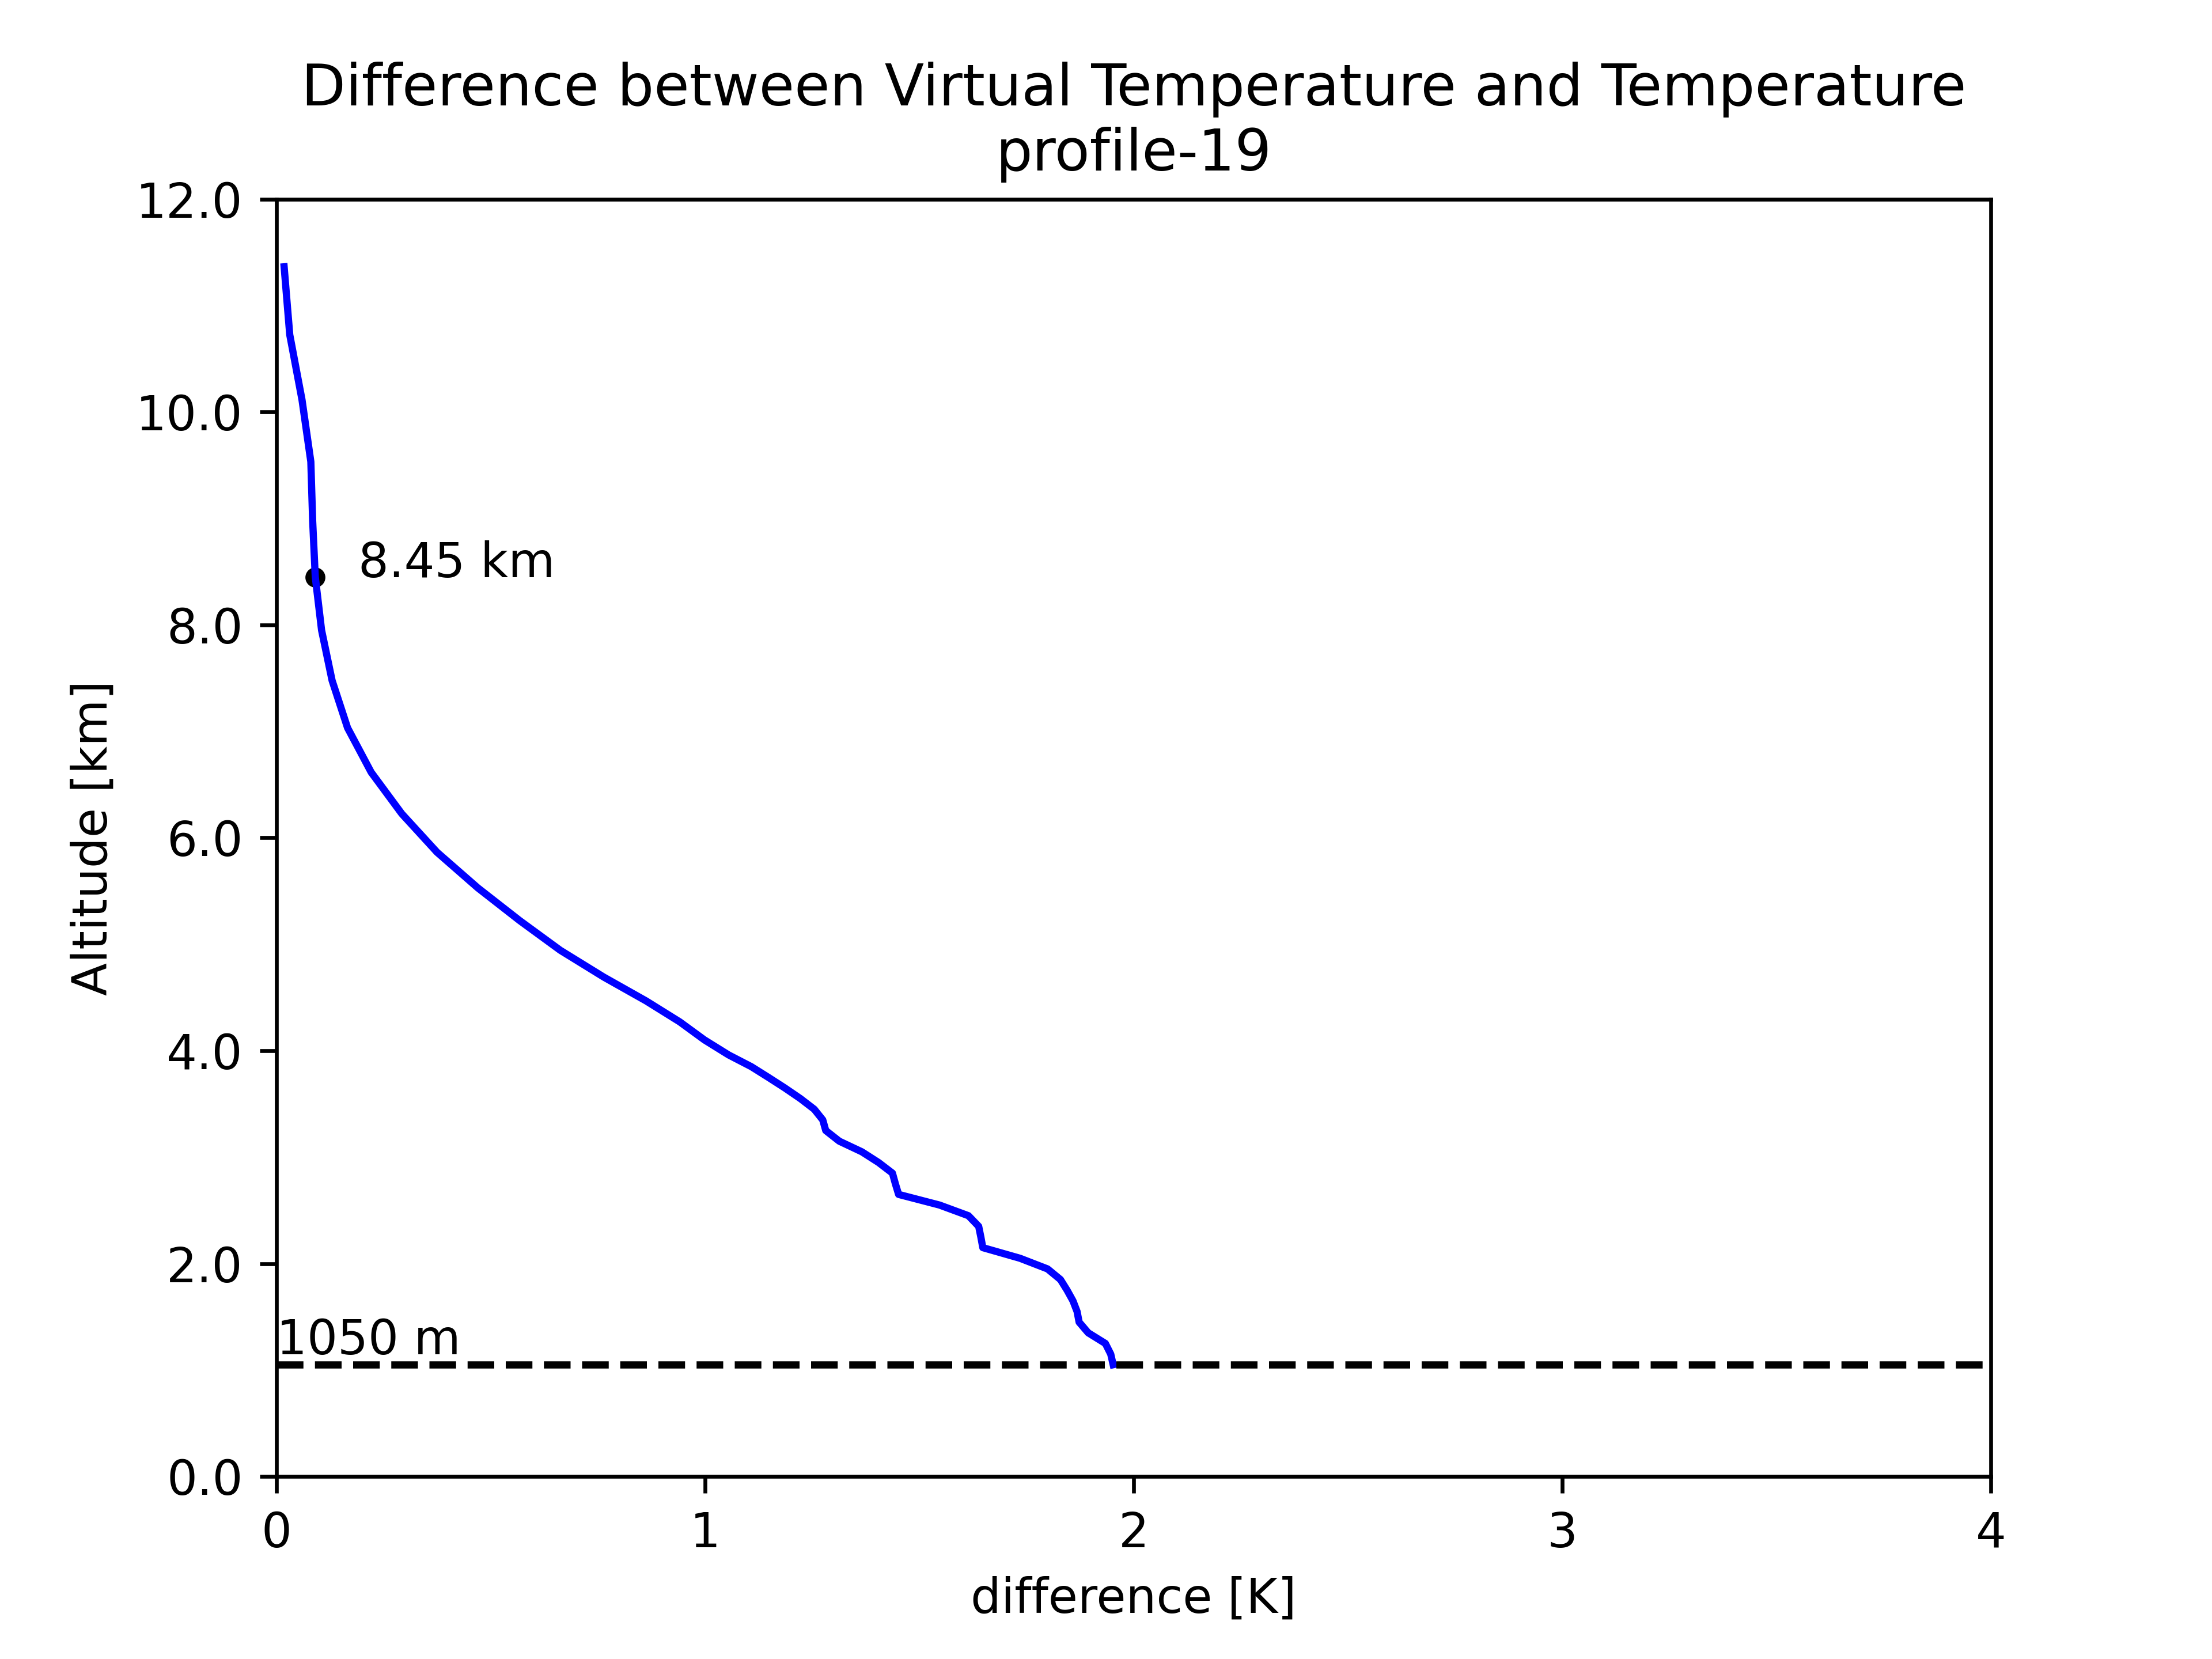 Difference between Virtual Temperature and Temperature
profile-19
12.0
10.0
8.45 km
8.0
6.0
4.0
2.0
1050 m
0.0
0 1 2 3 4
difference [K]
Altitude [km]